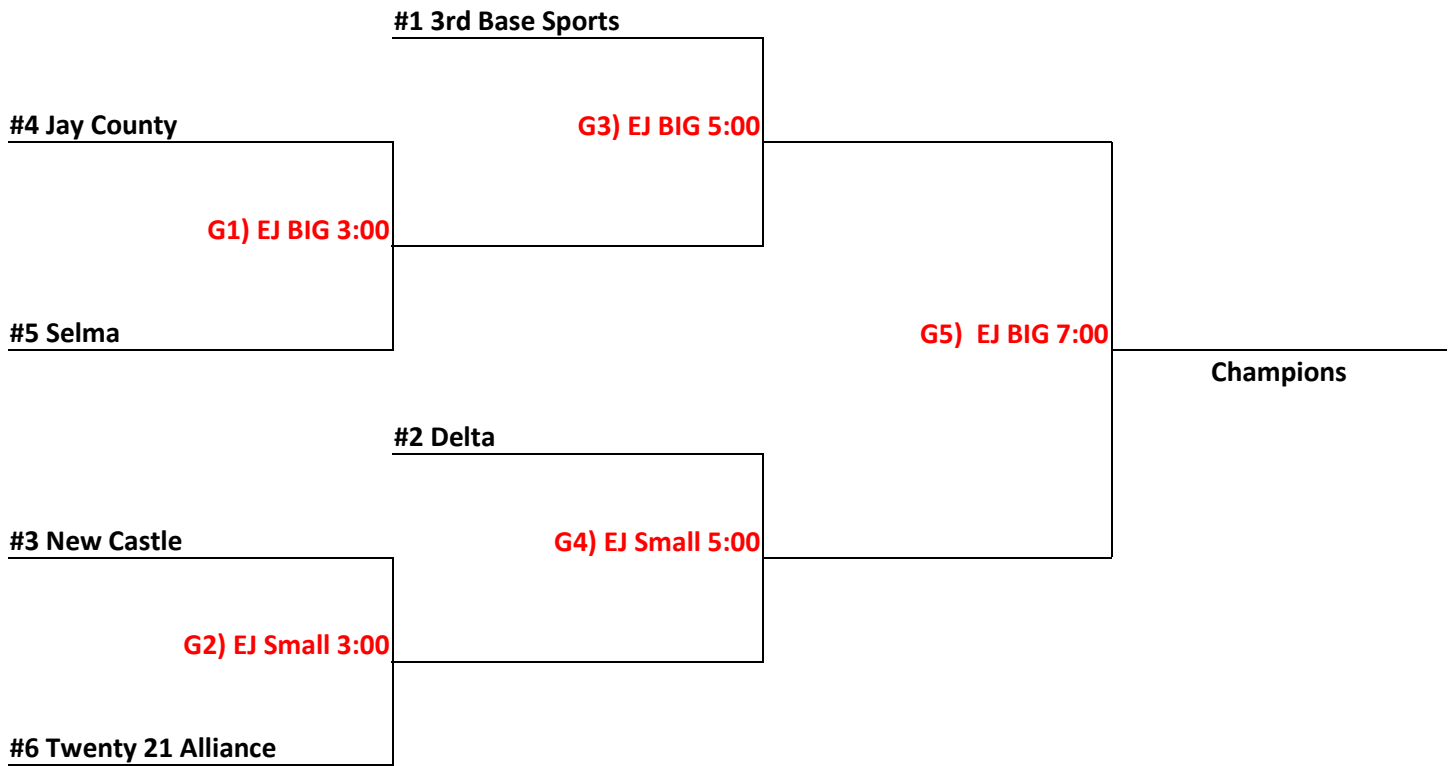 #1 3rd Base Sports
#4 Jay County
G3) EJ BIG 5:00
G1) EJ BIG 3:00
#5 Selma
G5)  EJ BIG 7:00
Champions
#2 Delta
#3 New Castle
G4) EJ Small 5:00
G2) EJ Small 3:00
#6 Twenty 21 Alliance